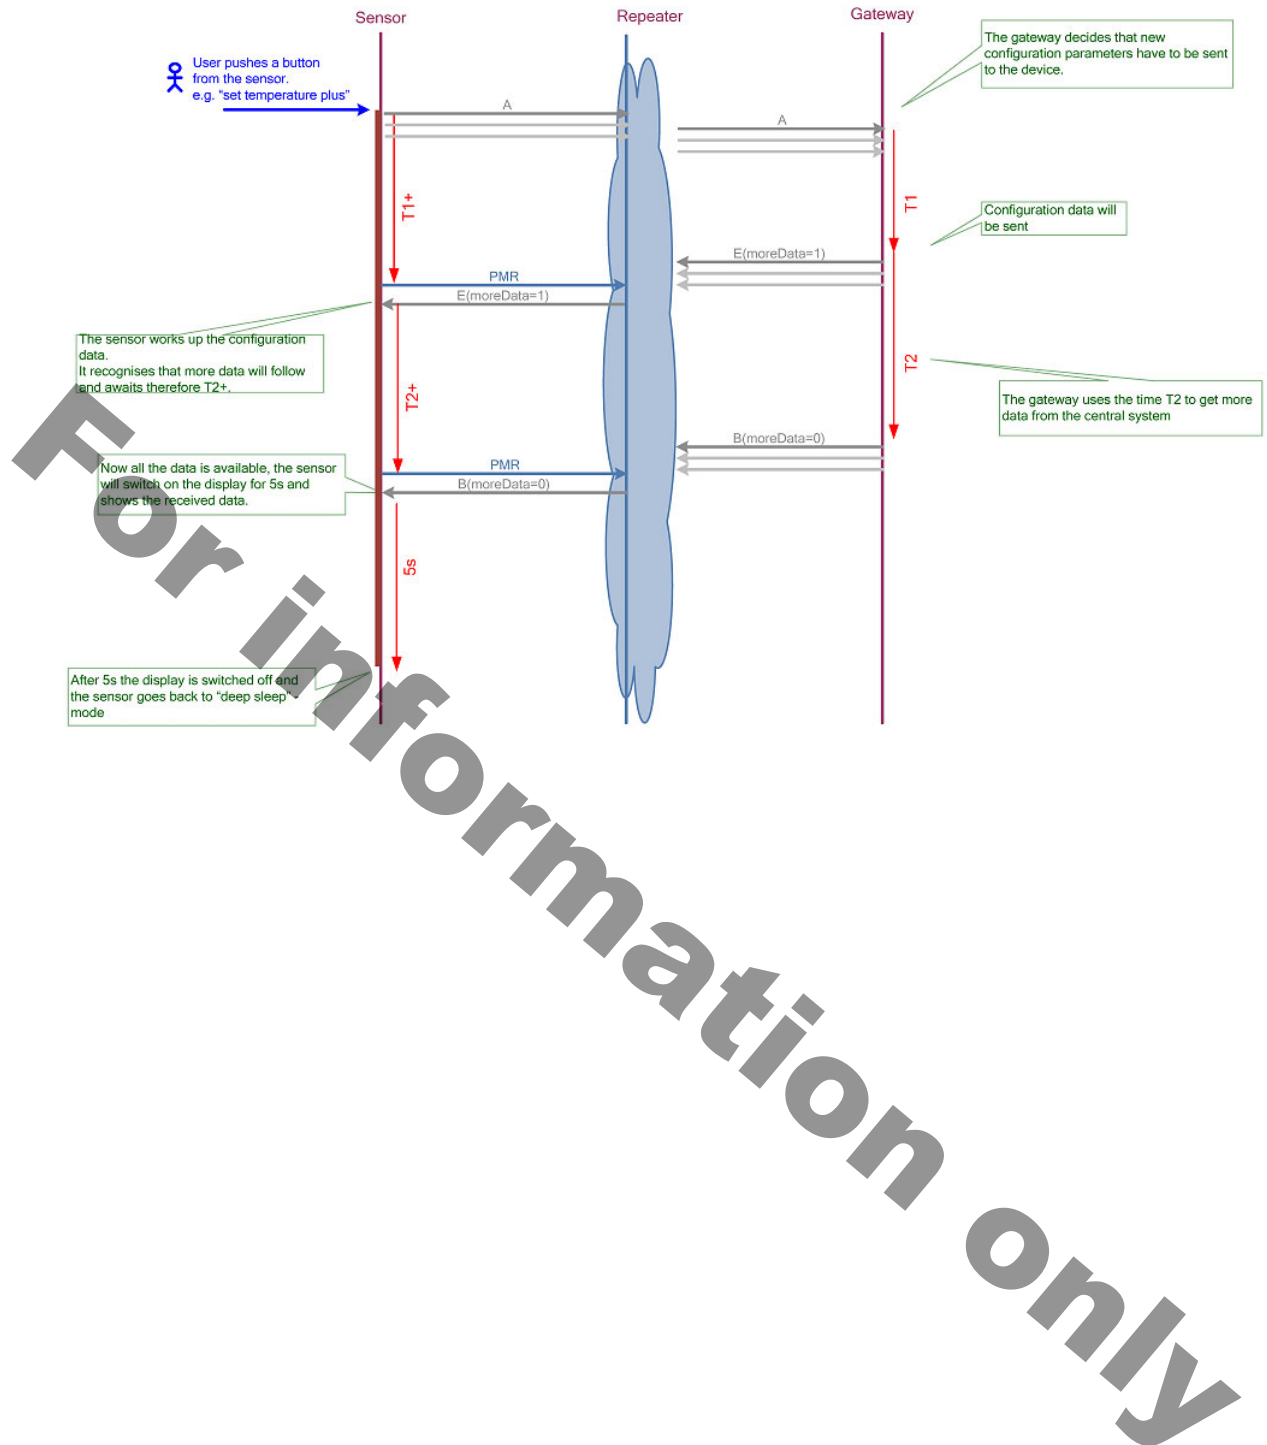 Sensor
Repeater
Gateway
The gateway decides that new
configuration parameters have to be sent
to the device.
User pushes a button
from the sensor.
e.g. “set temperature plus”
A
A
T1+
T1
Configuration data will
be sent
E(moreData=1)
PMR
E(moreData=1)
The sensor works up the configuration
data.
It recognises that more data will follow
and awaits therefore T2+.
T2+
T2
The gateway uses the time T2 to get more
data from the central system
B(moreData=0)
PMR
B(moreData=0)
Now all the data is available, the sensor
will switch on the display for 5s and
shows the received data.
5s
After 5s the display is switched off and
the sensor goes back to “deep sleep” -
mode
For information only